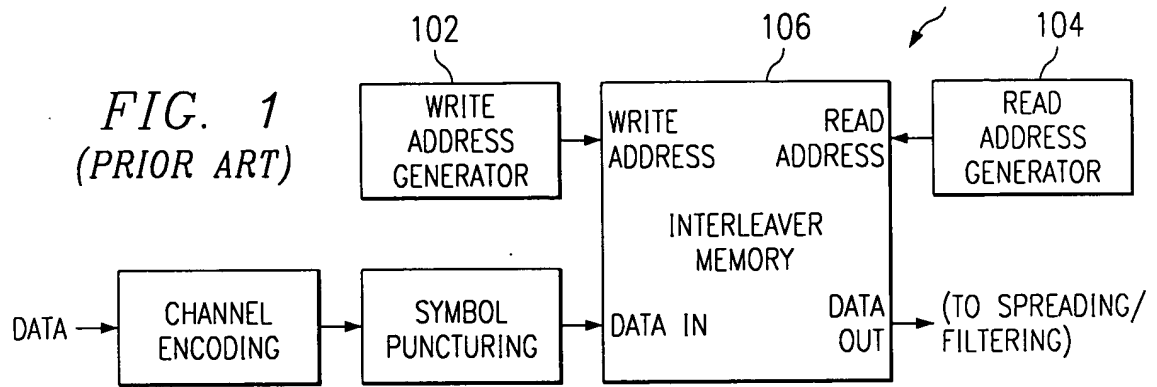 102
106
104
FIG. 1
(PRIOR ART)
WRITE
ADDRESS
GENERATOR
WRITE
ADDRESS
READ
ADDRESS
READ
ADDRESS
GENERATOR
INTERLEAVER
MEMORY
DATA
CHANNEL
ENCODING
SYMBOL
PUNCTURING
DATA IN
DATA
OUT
(TO SPREADING/
FILTERING)